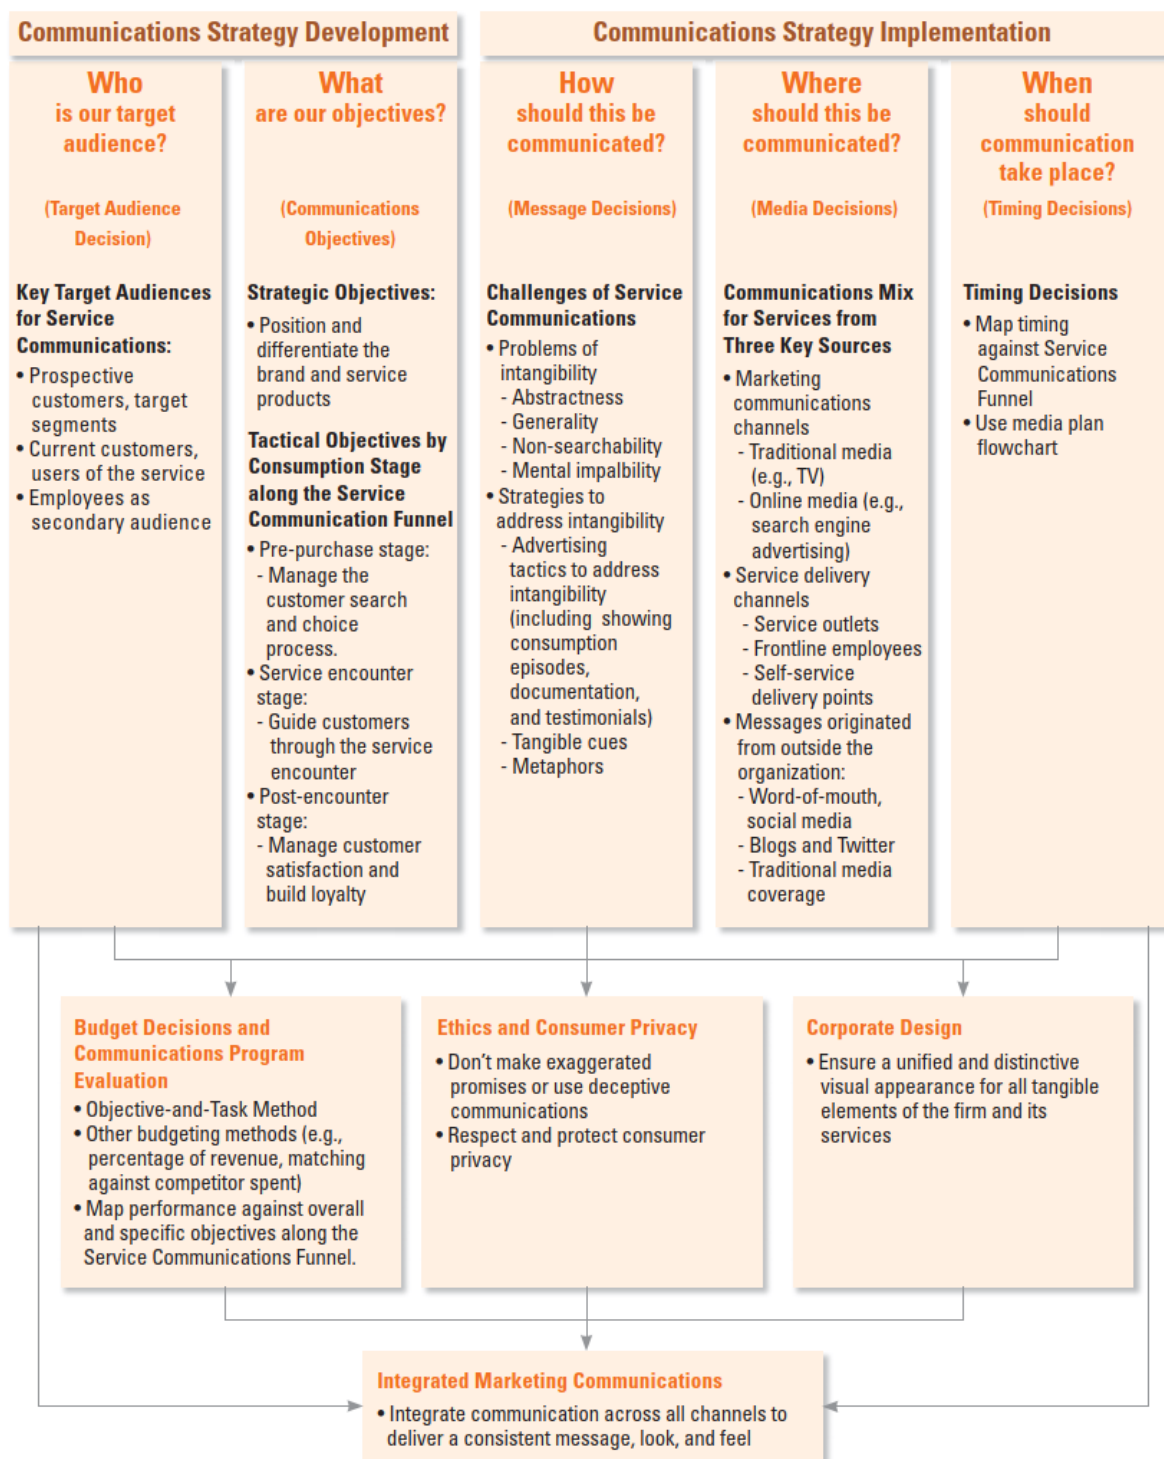 Communications Strategy Development
Communications Strategy Implementation
Who
is our target
audience?
(Target Audience
Decision)
Key Target Audiences
for Service
Communications:
• Prospective
customers, target
segments
• Current customers,
users of the service
• Employees as
secondary audience
What
are our objectives?
(Communications
Objectives)
Strategic Objectives:
• Position and
differentiate the
brand and service
products
Tactical Objectives by
Consumption Stage
along the Service
Communication Funnel
• Pre-purchase stage:
- Manage the
customer search
and choice
process.
• Service encounter
stage:
- Guide customers
through the service
encounter
• Post-encounter
stage:
- Manage customer
satisfaction and
build loyalty
How
should this be
communicated?
(Message Decisions)
Challenges of Service
Communications
• Problems of
intangibility
- Abstractness
- Generality
- Non-searchability
- Mental impalbility
• Strategies to
address intangibility
- Advertising
tactics to address
intangibility
(including showing
consumption
episodes,
documentation,
and testimonials)
- Tangible cues
- Metaphors
Where
should this be
communicated?
(Media Decisions)
Communications Mix
for Services from
Three Key Sources
• Marketing
communications
channels
- Traditional media
(e.g., TV)
- Online media (e.g.,
search engine
advertising)
• Service delivery
channels
- Service outlets
- Frontline employees
- Self-service
delivery points
• Messages originated
from outside the
organization:
- Word-of-mouth,
social media
- Blogs and Twitter
- Traditional media
coverage
When
should
communication
take place?
(Timing Decisions)
Timing Decisions
• Map timing
against Service
Communications
Funnel
• Use media plan
flowchart
Budget Decisions and
Communications Program
Evaluation
• Objective-and-Task Method
• Other budgeting methods (e.g.,
percentage of revenue, matching
against competitor spent)
• Map performance against overall
and specific objectives along the
Service Communications Funnel.
Ethics and Consumer Privacy
• Don't make exaggerated
promises or use deceptive
communications
• Respect and protect consumer
privacy
Corporate Design
• Ensure a unified and distinctive
visual appearance for all tangible
elements of the firm and its
services
Integrated Marketing Communications
• Integrate communication across all channels to
deliver a consistent message, look, and feel